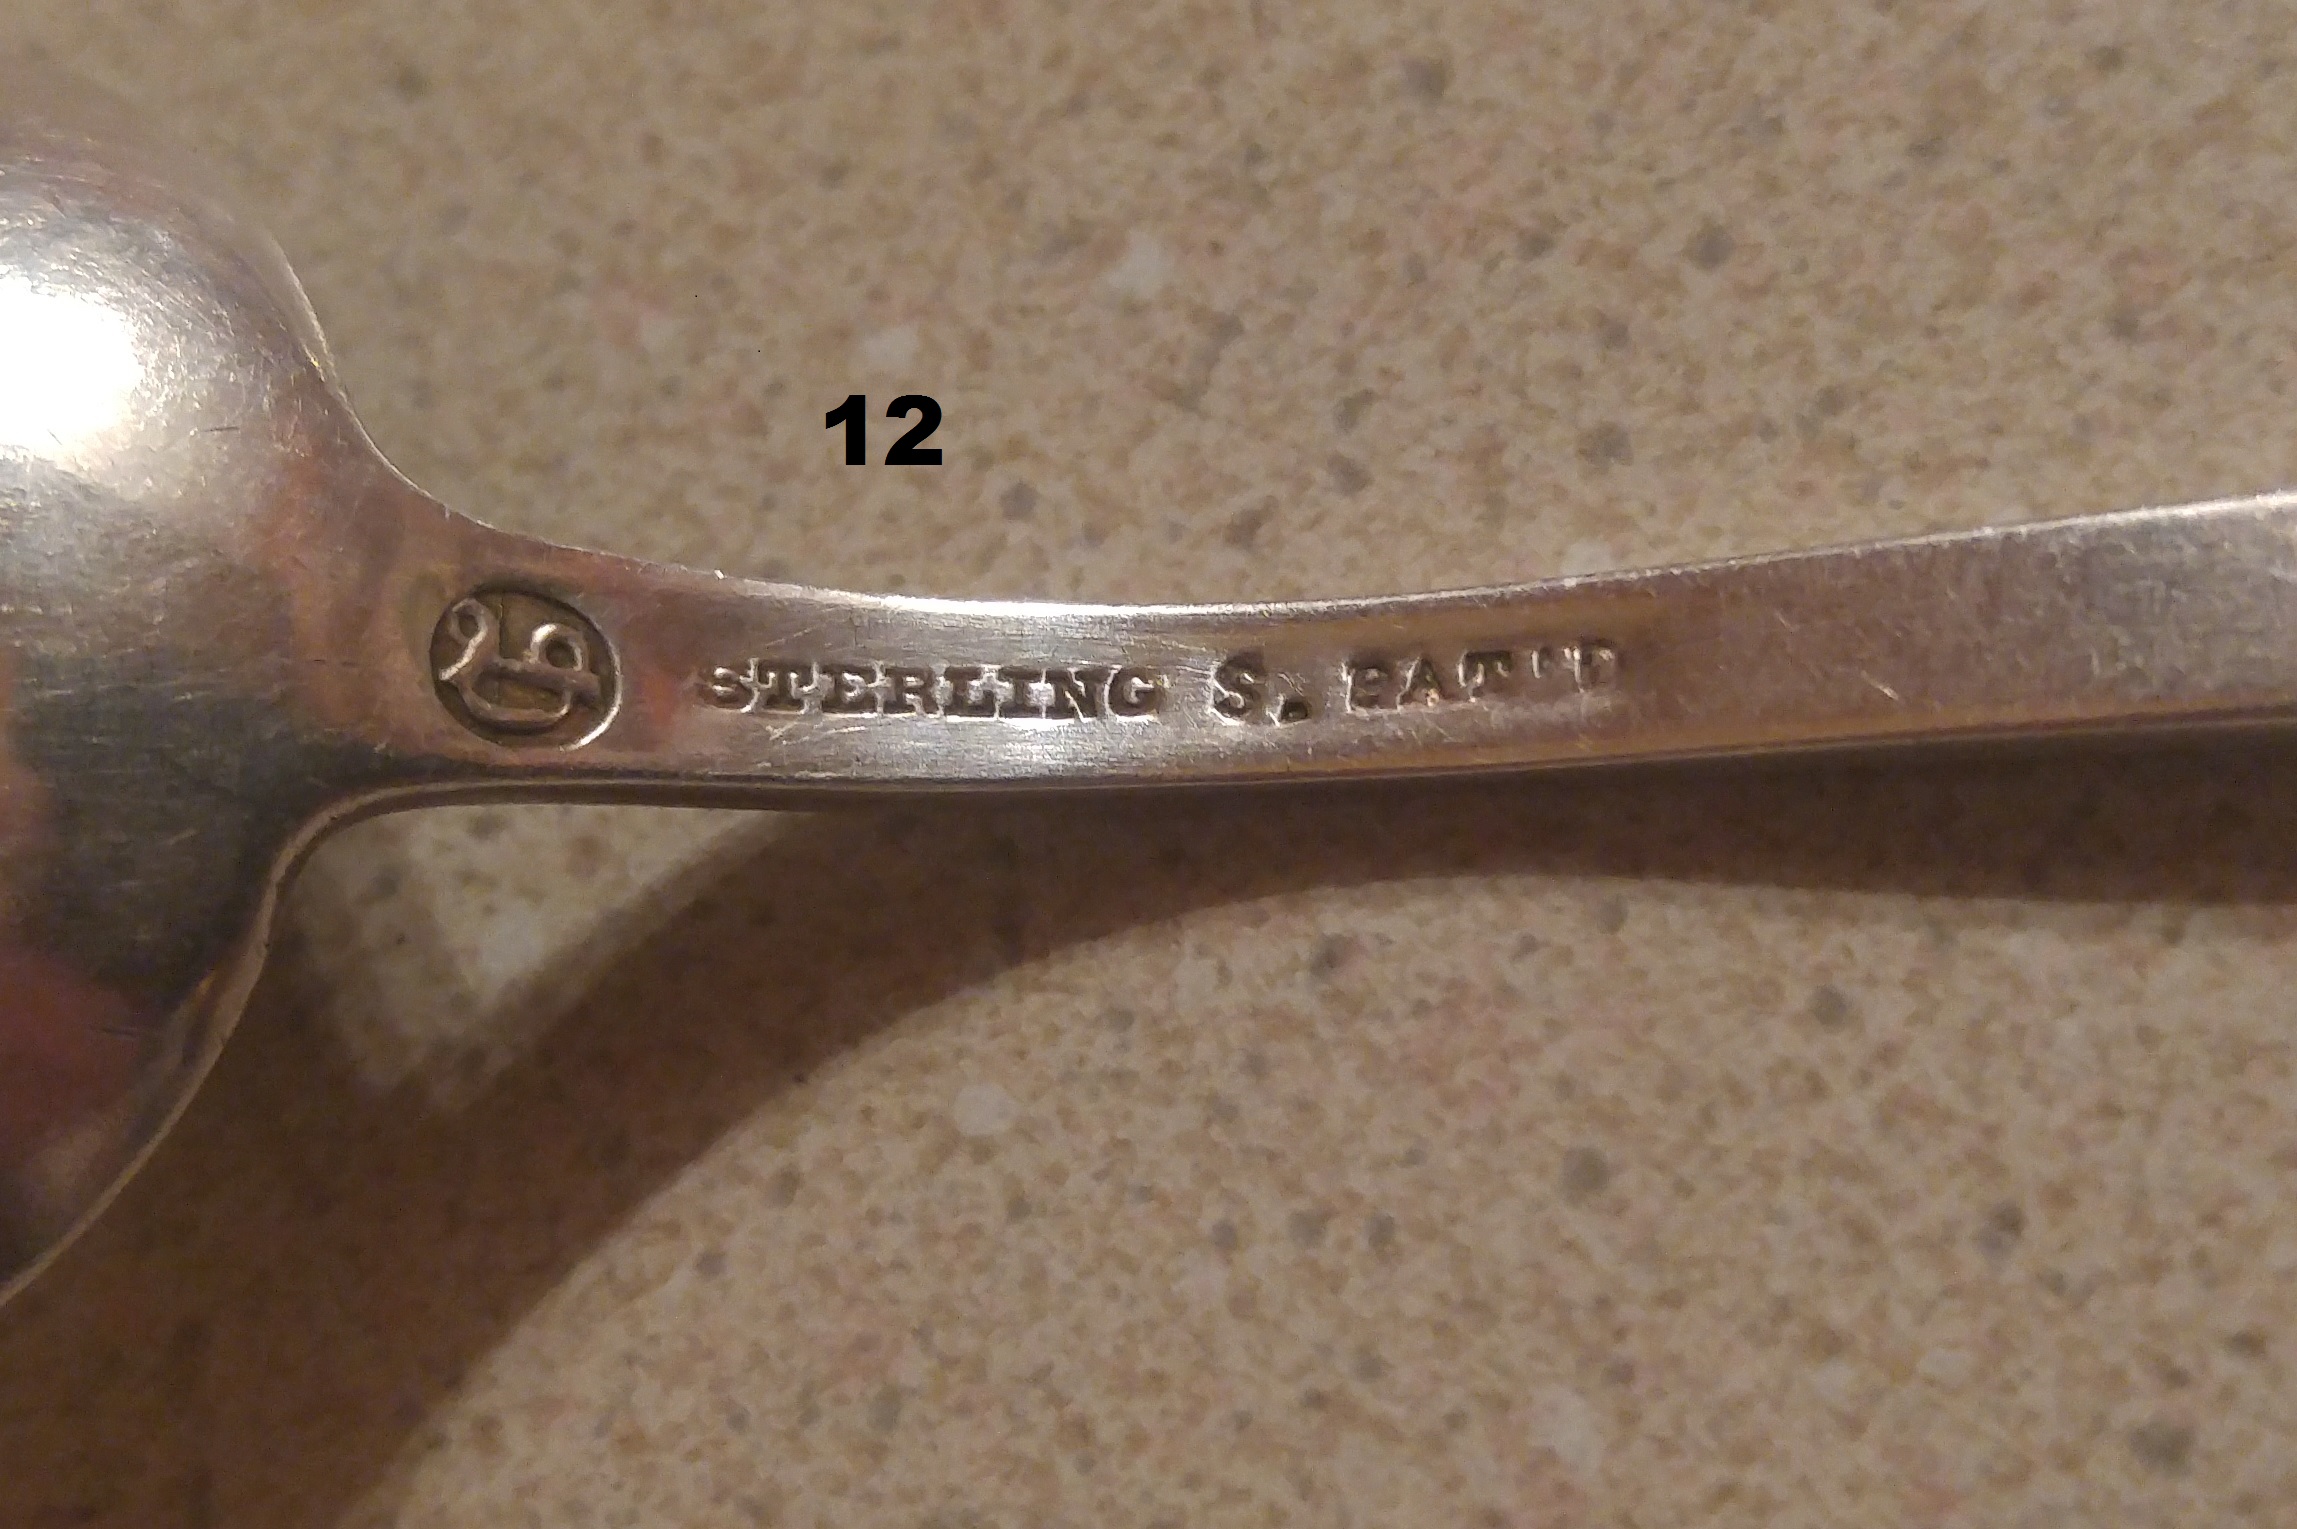 12
STERLING S. PAT'D